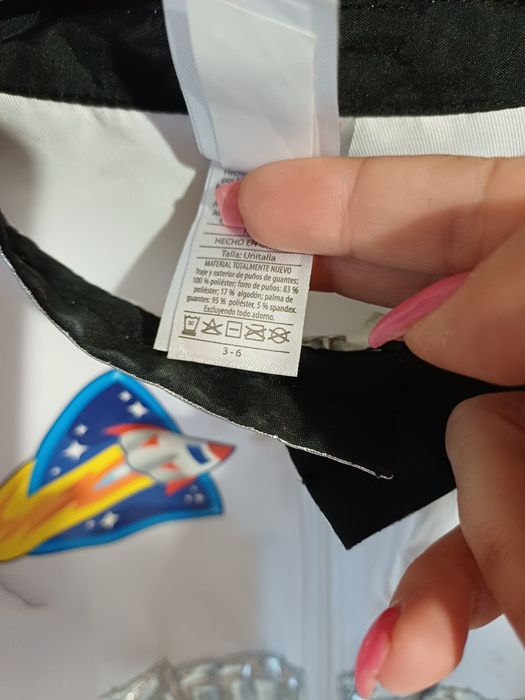 HECHO EN
Talla: Unitalla
MATERIAL TOTALMENTE NUEVO
Traje y exterior de puños de guantes:
100 % poliéster; forro de puños: 83 %
poliéster; 17 % algodón; palma de
guantes: 95 % poliéster, 5 % spandex.
Excluyendo todo adorno.
30
3 - 6